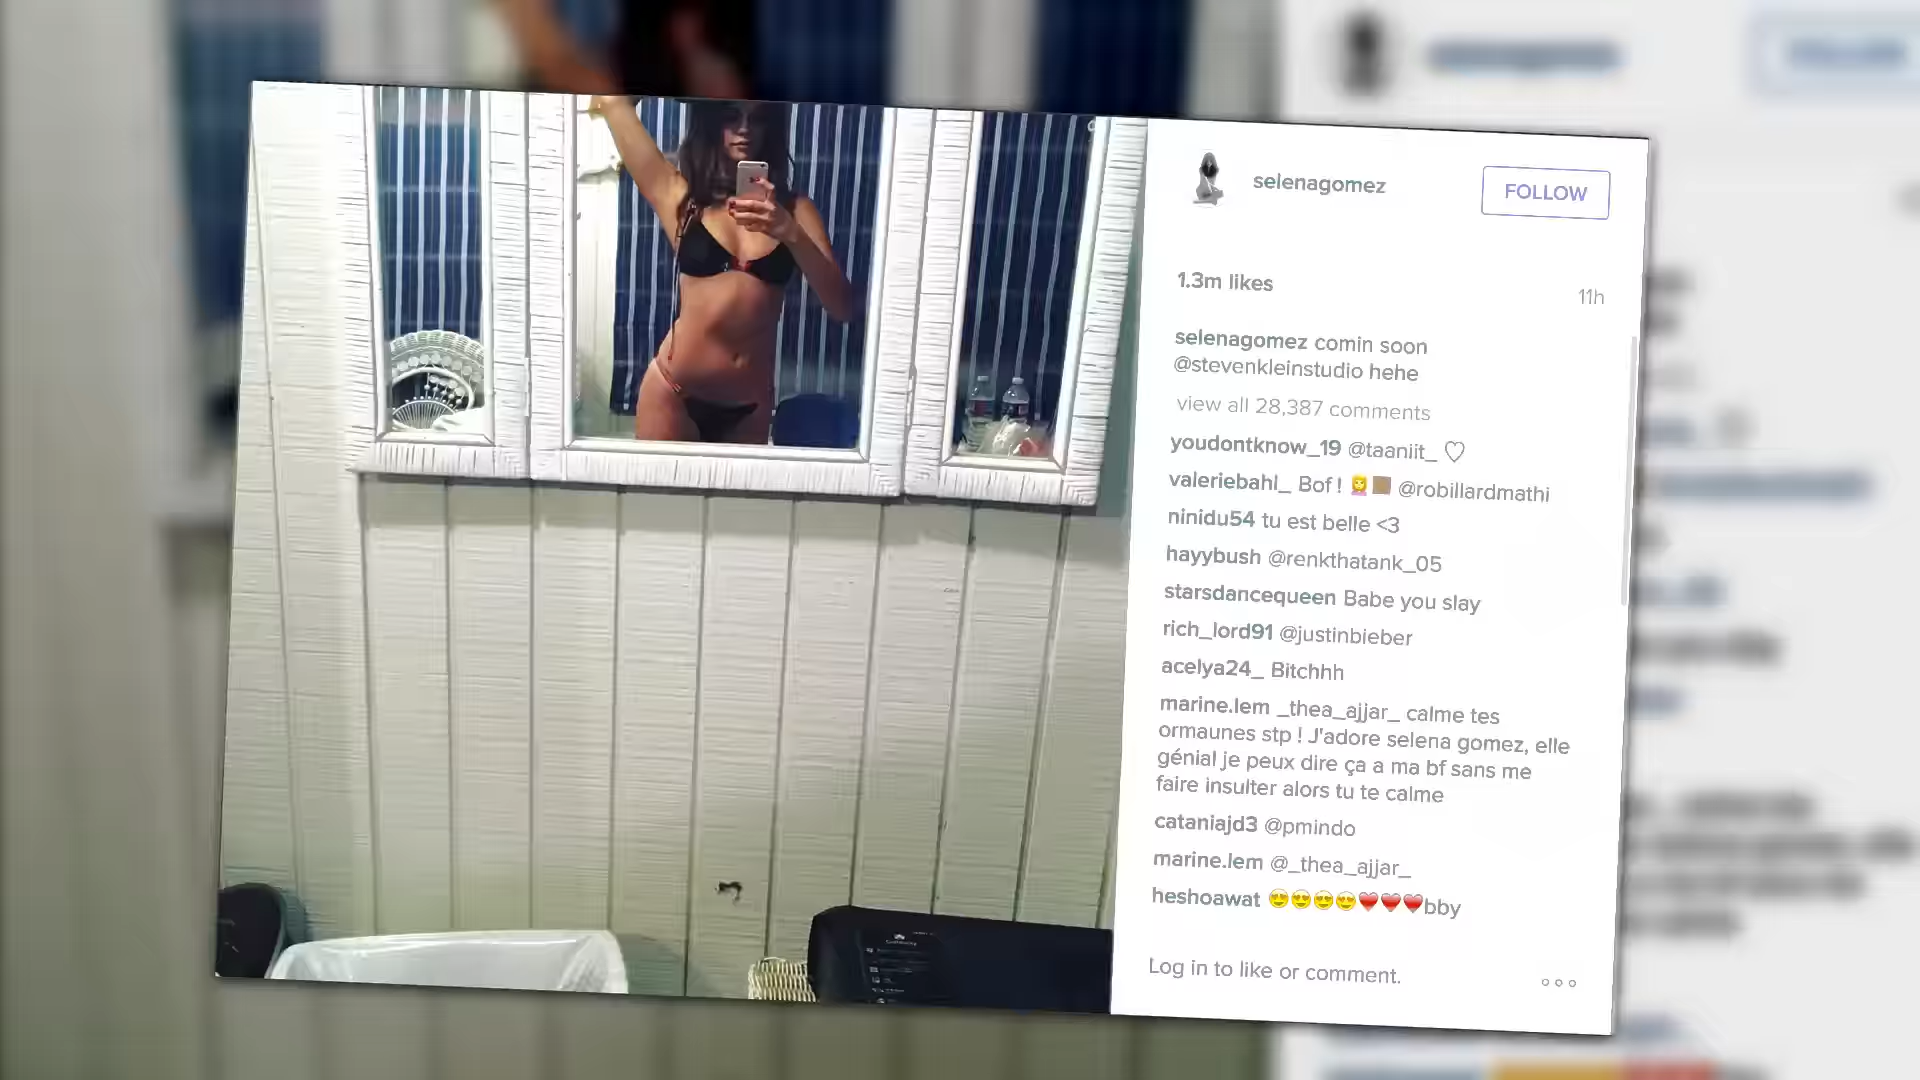 selenagomez
FOLLOW
1.3m likes
11h
selenagomez comin soon
@stevenkleinstudio hehe
view all 28,387 comments
youdontknow_19 @taaniit_ ♡
valeriebahl_ Bof ! 👱‍♀️🟫 @robillardmathi
ninidu54 tu est belle <3
hayybush @renkthatank_05
starsdancequeen Babe you slay
rich_lord91 @justinbieber
acelya24_ Bitchhh
marine.lem _thea_ajjar_ calme tes
ormaunes stp ! J'adore selena gomez, elle
génial je peux dire ça a ma bf sans me
faire insulter alors tu te calme
cataniajd3 @pmindo
marine.lem @_thea_ajjar_
heshoawat 😍😍😍😍❤❤❤bby
Log in to like or comment.